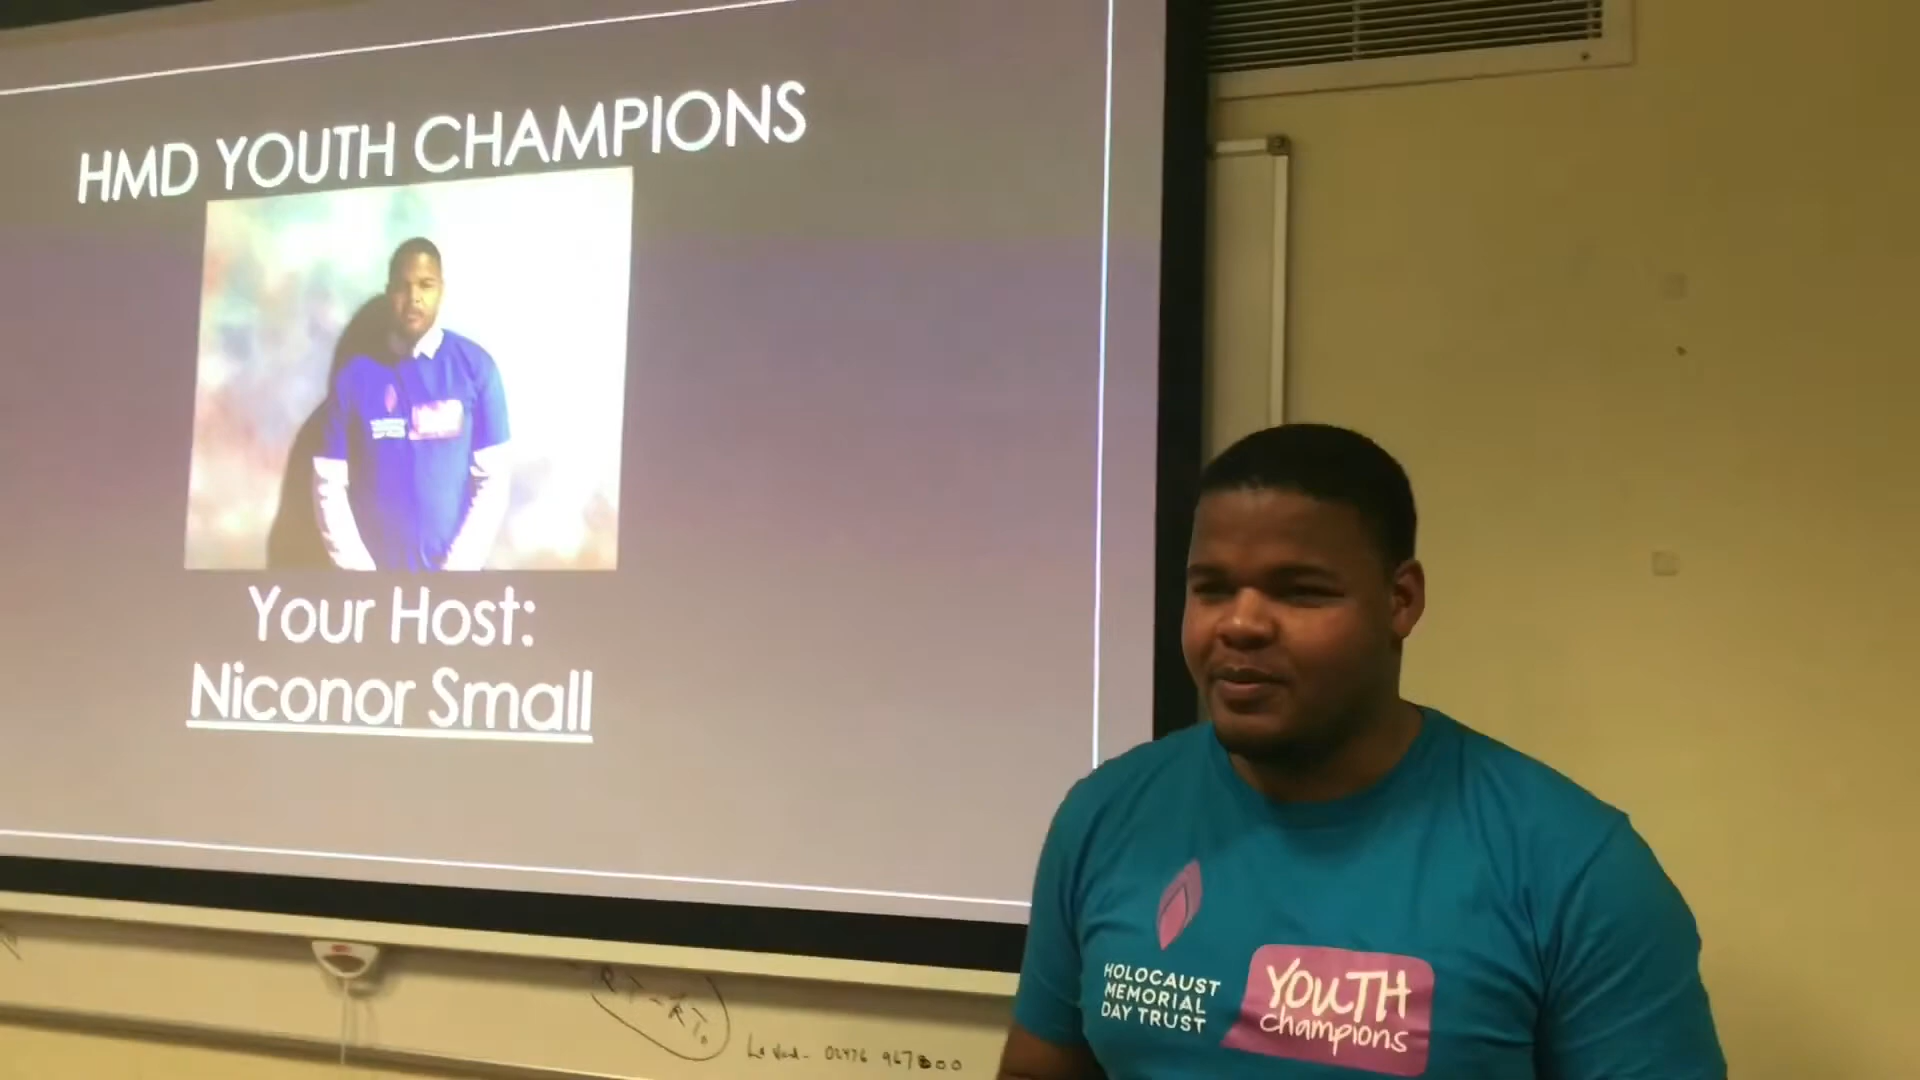 HMD YOUTH CHAMPIONS
Your Host:
Niconor Small
HOLOCAUST
MEMORIAL
DAY TRUST
YOUTH
champions